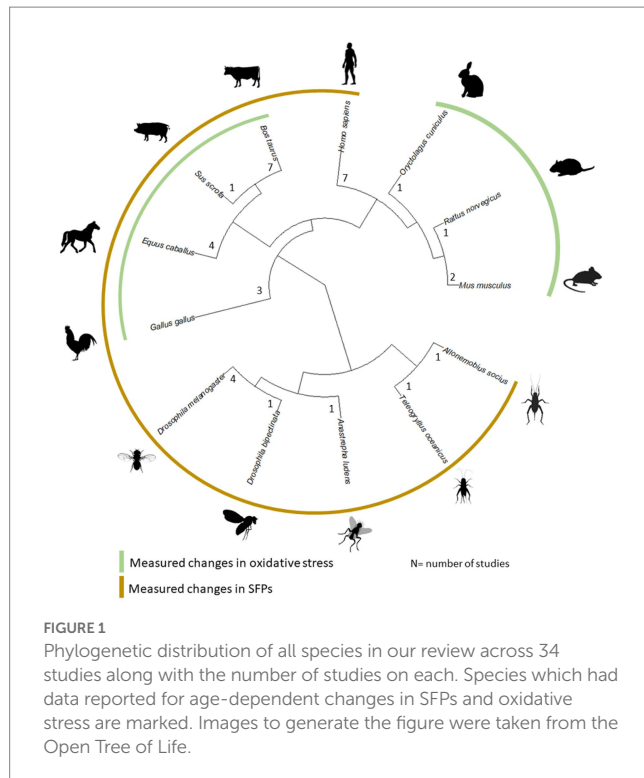 Homo sapiens
7
Oryctolagus cuniculus
1
Rattus norvegicus
1
Mus musculus
2
Bos taurus
7
Sus scrofa
1
Equus caballus
4
Gallus gallus
3
Drosophila metanogaster
4
Drosophila bipectinata
1
Anastrepha ludens
1
Teleogryllus oceanicus
1
Allonemobius socius
1
Measured changes in oxidative stress
N= number of studies
Measured changes in SFPs
FIGURE 1
Phylogenetic distribution of all species in our review across 34
studies along with the number of studies on each. Species which had
data reported for age-dependent changes in SFPs and oxidative
stress are marked. Images to generate the figure were taken from the
Open Tree of Life.